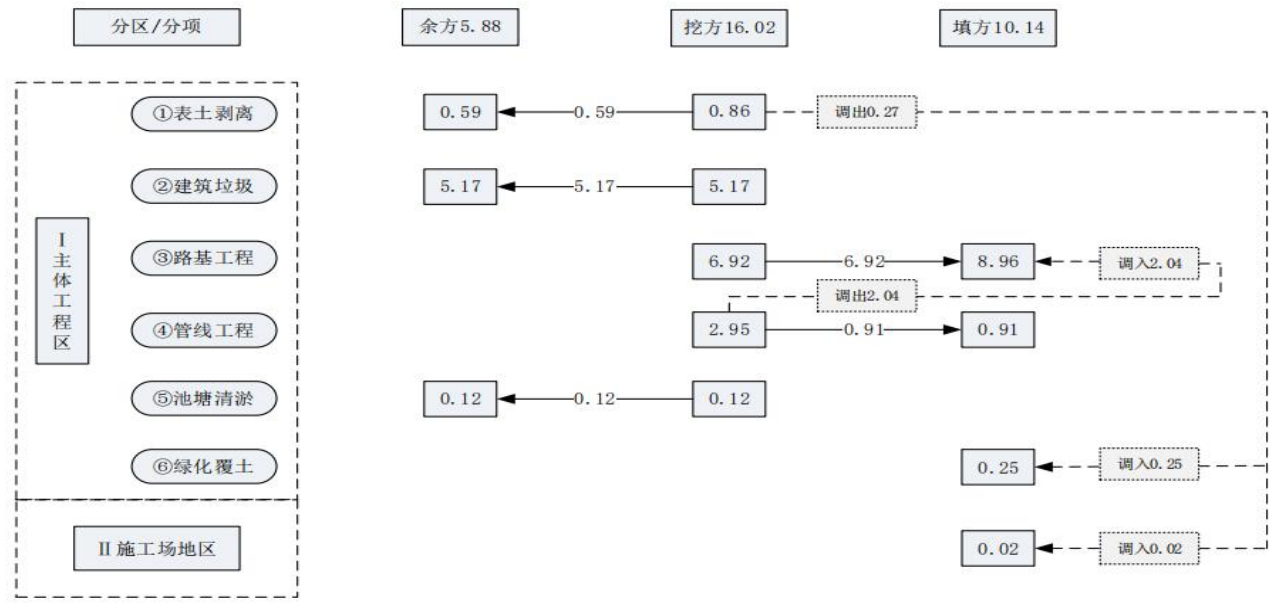 分区/分项 余方5.88 挖方16.02 填方10.14
①表土剥离 0.59 0.59 0.86 调出0.27
②建筑垃圾 5.17 5.17 5.17
Ⅰ主体工程区
③路基工程 6.92 6.92 8.96 调入2.04
调出2.04
④管线工程 2.95 0.91 0.91
⑤池塘清淤 0.12 0.12 0.12
⑥绿化覆土 0.25 调入0.25
Ⅱ施工场地区 0.02 调入0.02